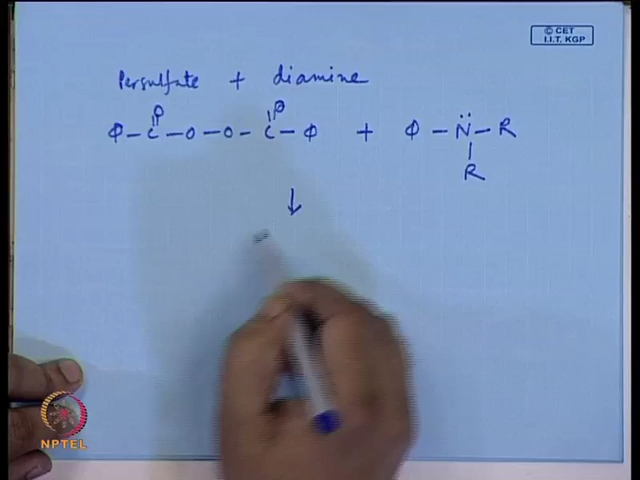 © CET
I.I.T. KGP
Persulfate + diamine
O O
Φ – C – O – O – C – Φ + Φ – N̈ – R
R
↓
NPTEL